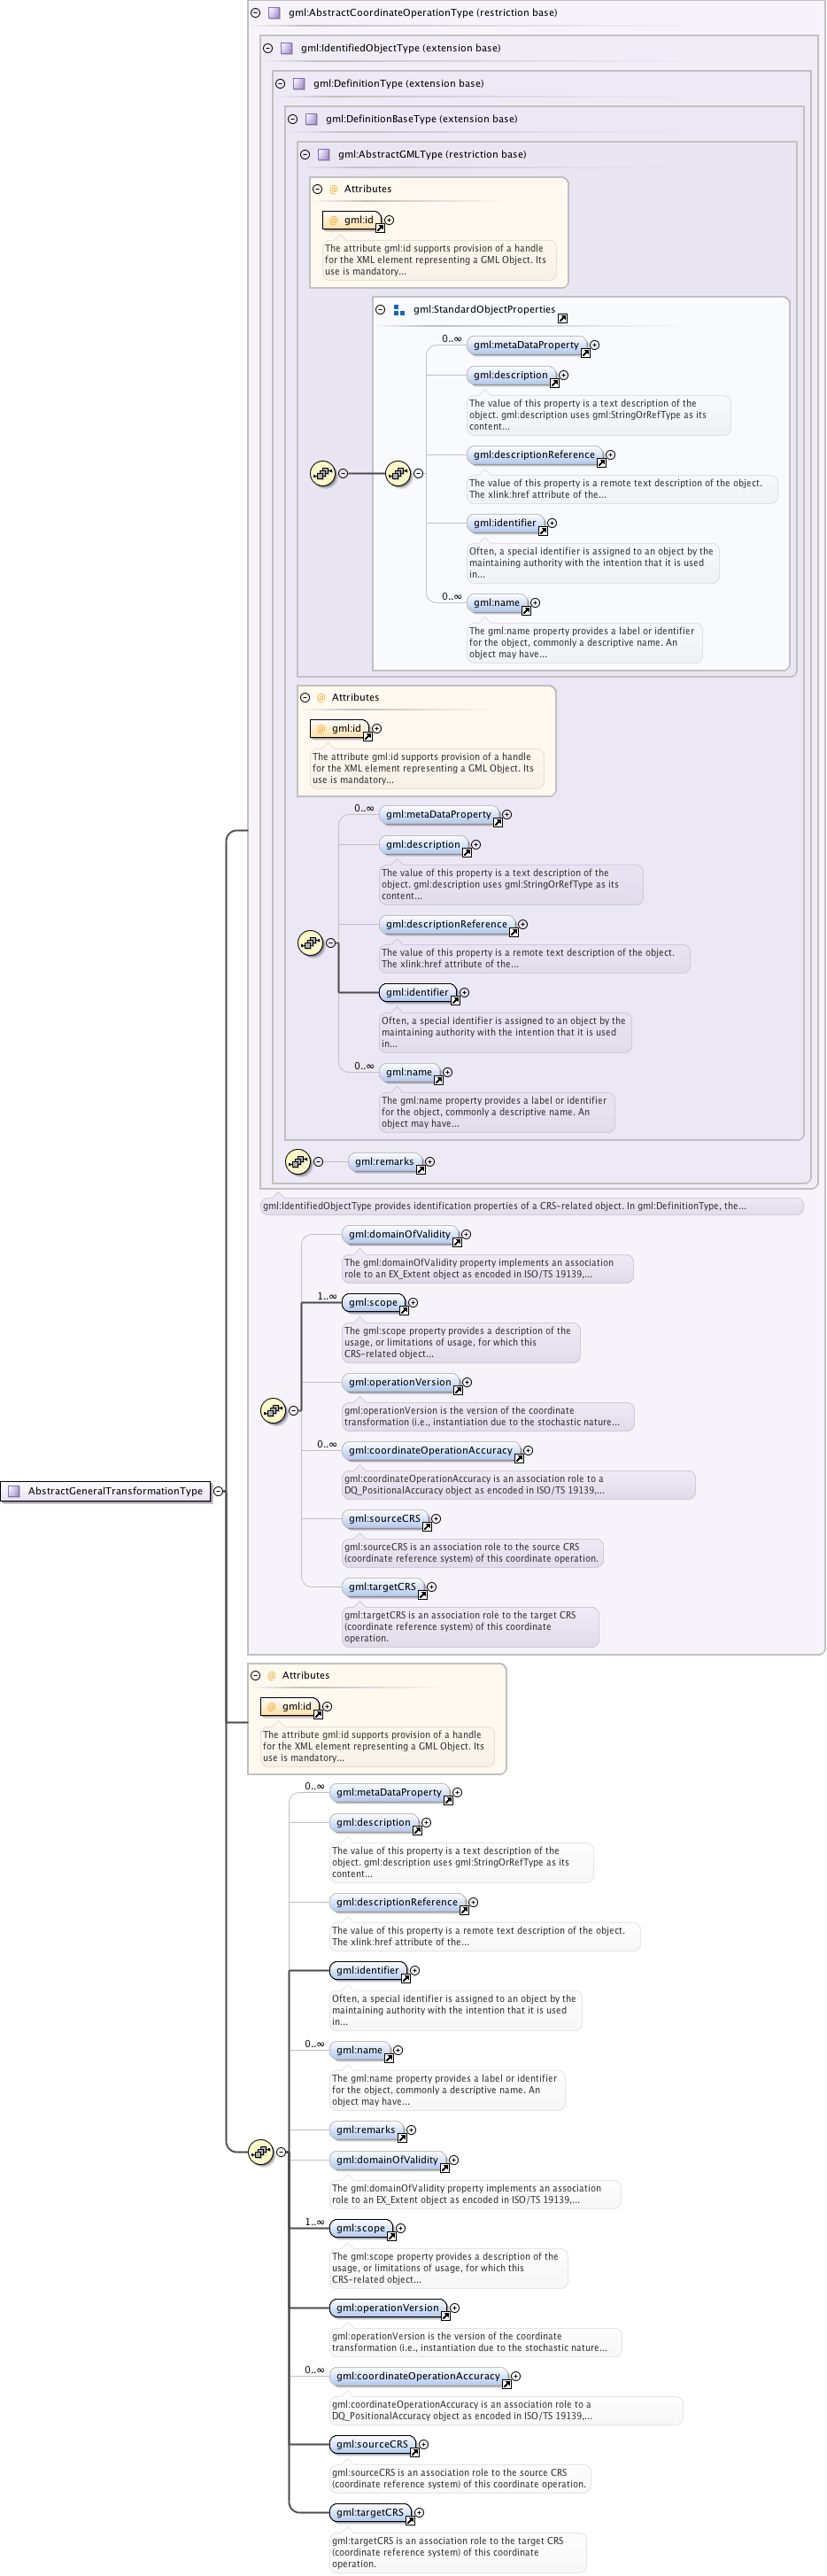 gml:AbstractCoordinateOperationType (restriction base)
gml:IdentifiedObjectType (extension base)
gml:DefinitionType (extension base)
gml:DefinitionBaseType (extension base)
gml:AbstractGMLType (restriction base)
@ Attributes
@ gml:id
The attribute gml:id supports provision of a handle
for the XML element representing a GML Object. Its
use is mandatory...
gml:StandardObjectProperties
0..∞ gml:metaDataProperty
gml:description
The value of this property is a text description of the
object. gml:description uses gml:StringOrRefType as its
content...
gml:descriptionReference
The value of this property is a remote text description of the object.
The xlink:href attribute of the...
gml:identifier
Often, a special identifier is assigned to an object by the
maintaining authority with the intention that it is used
in...
0..∞ gml:name
The gml:name property provides a label or identifier
for the object, commonly a descriptive name. An
object may have...
@ Attributes
@ gml:id
The attribute gml:id supports provision of a handle
for the XML element representing a GML Object. Its
use is mandatory...
0..∞ gml:metaDataProperty
gml:description
The value of this property is a text description of the
object. gml:description uses gml:StringOrRefType as its
content...
gml:descriptionReference
The value of this property is a remote text description of the object.
The xlink:href attribute of the...
gml:identifier
Often, a special identifier is assigned to an object by the
maintaining authority with the intention that it is used
in...
0..∞ gml:name
The gml:name property provides a label or identifier
for the object, commonly a descriptive name. An
object may have...
gml:remarks
gml:IdentifiedObjectType provides identification properties of a CRS-related object. In gml:DefinitionType, the...
gml:domainOfValidity
The gml:domainOfValidity property implements an association
role to an EX_Extent object as encoded in ISO/TS 19139,...
1..∞ gml:scope
The gml:scope property provides a description of the
usage, or limitations of usage, for which this
CRS-related object...
gml:operationVersion
gml:operationVersion is the version of the coordinate
transformation (i.e., instantiation due to the stochastic nature...
0..∞ gml:coordinateOperationAccuracy
gml:coordinateOperationAccuracy is an association role to a
DQ_PositionalAccuracy object as encoded in ISO/TS 19139,...
AbstractGeneralTransformationType
gml:sourceCRS
gml:sourceCRS is an association role to the source CRS
(coordinate reference system) of this coordinate operation.
gml:targetCRS
gml:targetCRS is an association role to the target CRS
(coordinate reference system) of this coordinate
operation.
@ Attributes
@ gml:id
The attribute gml:id supports provision of a handle
for the XML element representing a GML Object. Its
use is mandatory...
0..∞ gml:metaDataProperty
gml:description
The value of this property is a text description of the
object. gml:description uses gml:StringOrRefType as its
content...
gml:descriptionReference
The value of this property is a remote text description of the object.
The xlink:href attribute of the...
gml:identifier
Often, a special identifier is assigned to an object by the
maintaining authority with the intention that it is used
in...
0..∞ gml:name
The gml:name property provides a label or identifier
for the object, commonly a descriptive name. An
object may have...
gml:remarks
gml:domainOfValidity
The gml:domainOfValidity property implements an association
role to an EX_Extent object as encoded in ISO/TS 19139,...
1..∞ gml:scope
The gml:scope property provides a description of the
usage, or limitations of usage, for which this
CRS-related object...
gml:operationVersion
gml:operationVersion is the version of the coordinate
transformation (i.e., instantiation due to the stochastic nature...
0..∞ gml:coordinateOperationAccuracy
gml:coordinateOperationAccuracy is an association role to a
DQ_PositionalAccuracy object as encoded in ISO/TS 19139,...
gml:sourceCRS
gml:sourceCRS is an association role to the source CRS
(coordinate reference system) of this coordinate operation.
gml:targetCRS
gml:targetCRS is an association role to the target CRS
(coordinate reference system) of this coordinate
operation.